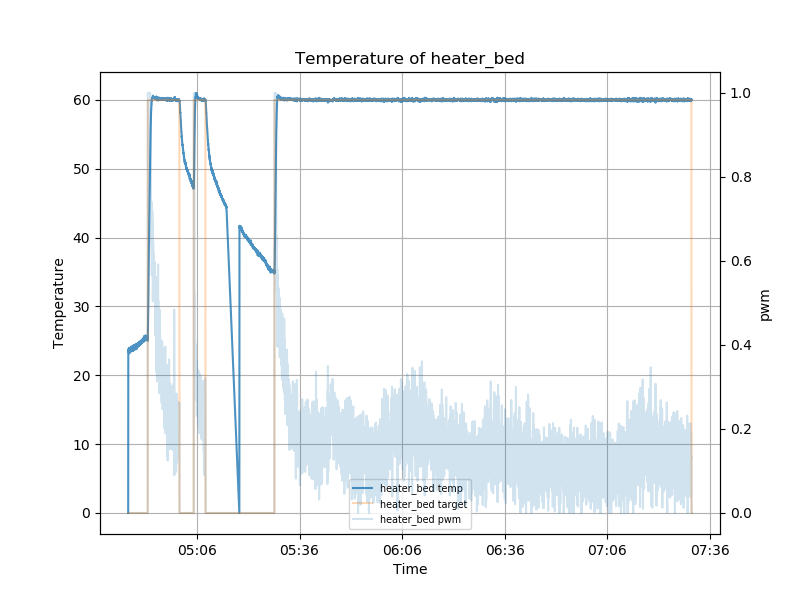 Temperature of heater_bed
60
50
40
30
20
10
0
Temperature
1.0
0.8
0.6
0.4
0.2
0.0
pwm
heater_bed temp
heater_bed target
heater_bed pwm
05:06 05:36 06:06 06:36 07:06 07:36
Time